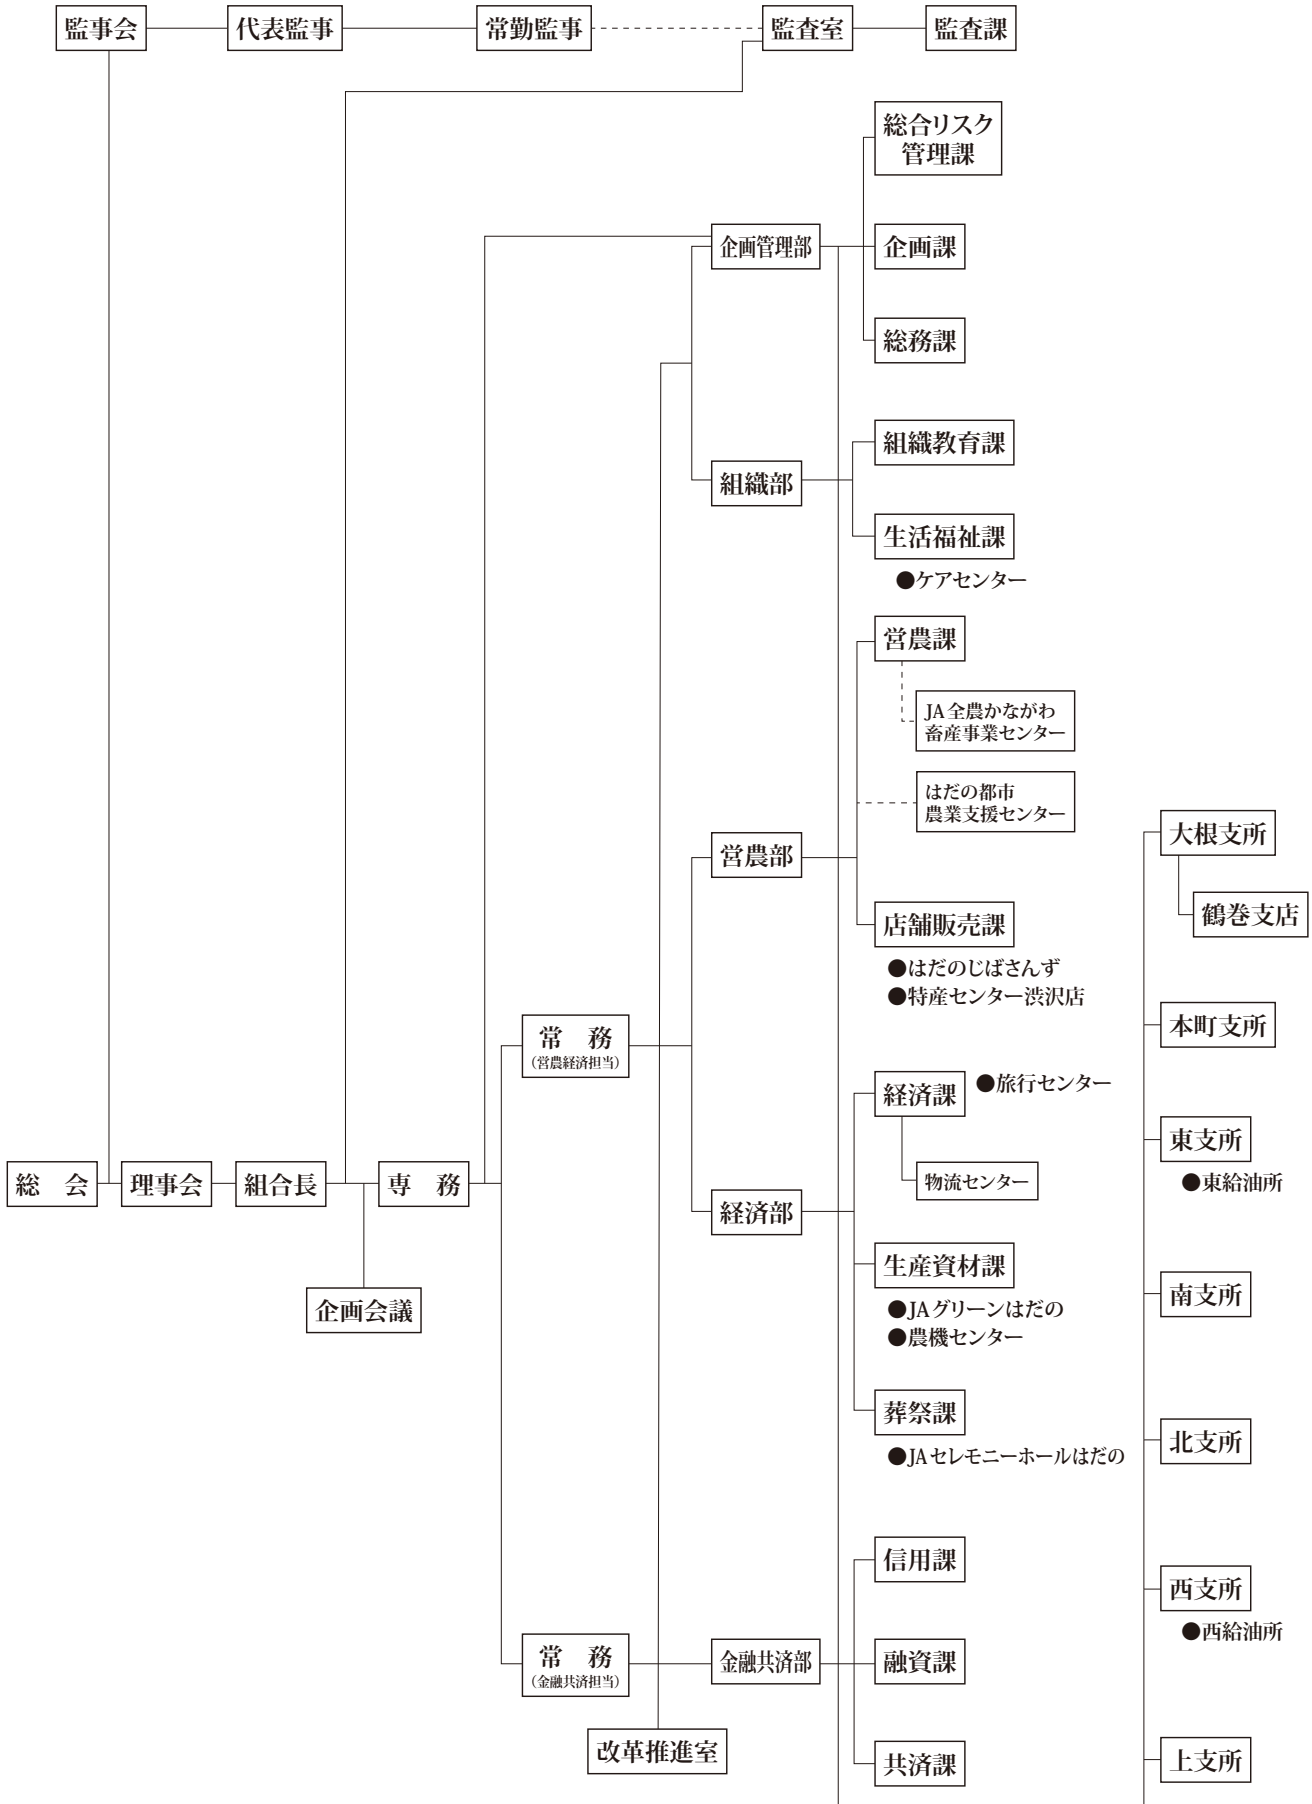 監事会
代表監事
常勤監事
監査室
監査課
総合リスク
管理課
企画管理部
企画課
総務課
組織教育課
組織部
生活福祉課
●ケアセンター
営農課
JA全農かながわ
畜産事業センター
はだの都市
農業支援センター
営農部
店舗販売課
●はだのじばさんず
●特産センター渋沢店
常　務
（営農経済担当）
経済課
●旅行センター
物流センター
経済部
生産資材課
●JAグリーンはだの
●農機センター
葬祭課
●JAセレモニーホールはだの
総　会
理事会
組合長
専　務
企画会議
信用課
常　務
（金融共済担当）
金融共済部
融資課
改革推進室
共済課
大根支所
鶴巻支店
本町支所
東支所
●東給油所
南支所
北支所
西支所
●西給油所
上支所